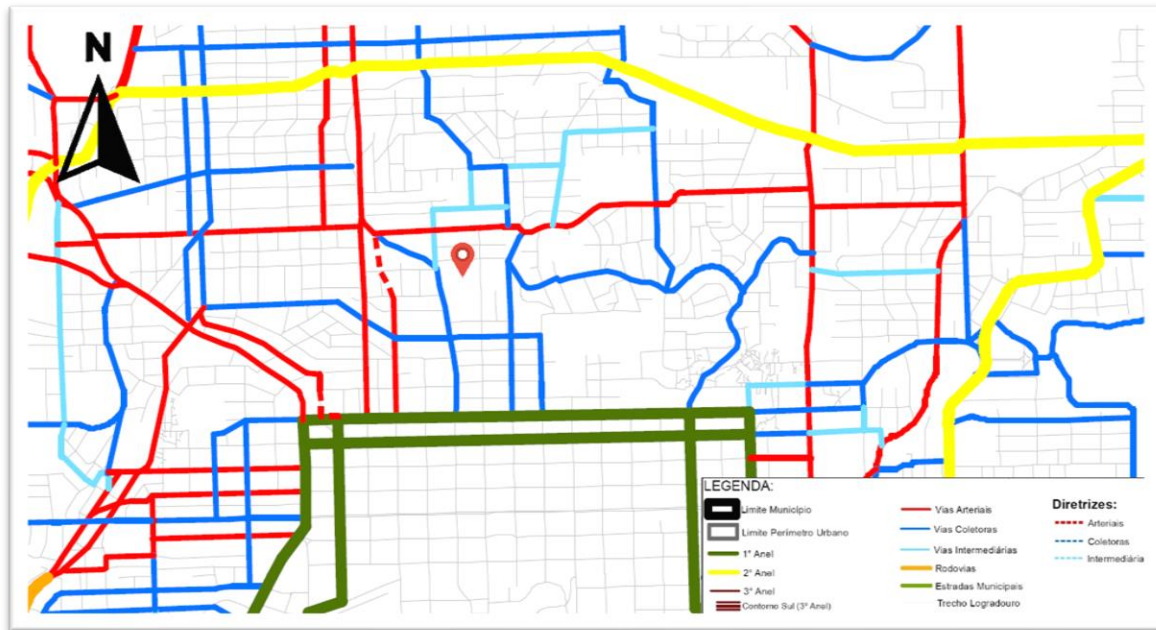 N
LEGENDA:
Limite Município
Limite Perímetro Urbano
1º Anel
2º Anel
3º Anel
Contorno Sul (3º Anel)
Vias Arteriais
Vias Coletoras
Vias Intermediárias
Rodovias
Estradas Municipais
Trecho Logradouro
Diretrizes:
Arteriais
Coletoras
Intermediária